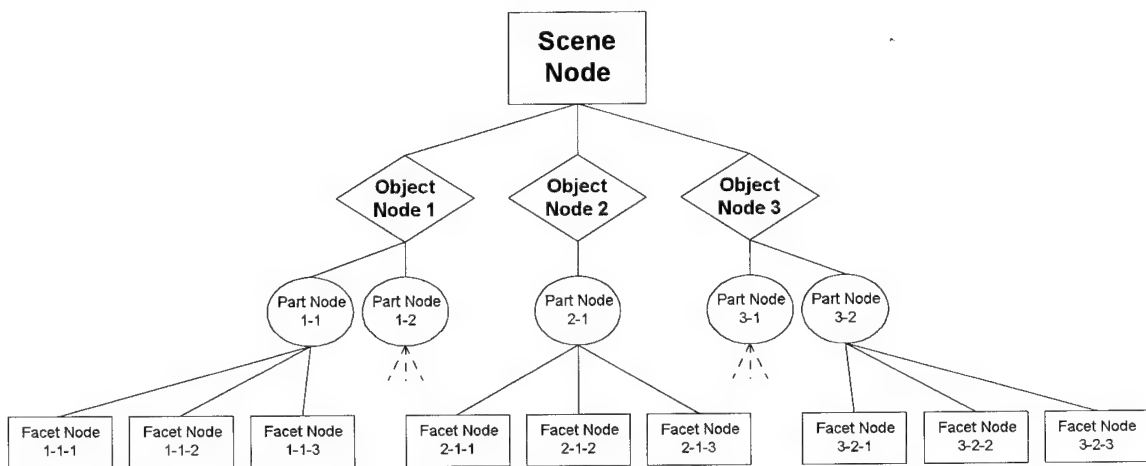 Scene
Node
Object
Node 1
Object
Node 2
Object
Node 3
Part Node
1-1
Part Node
1-2
Part Node
2-1
Part Node
3-1
Part Node
3-2
Facet Node
1-1-1
Facet Node
1-1-2
Facet Node
1-1-3
Facet Node
2-1-1
Facet Node
2-1-2
Facet Node
2-1-3
Facet Node
3-2-1
Facet Node
3-2-2
Facet Node
3-2-3